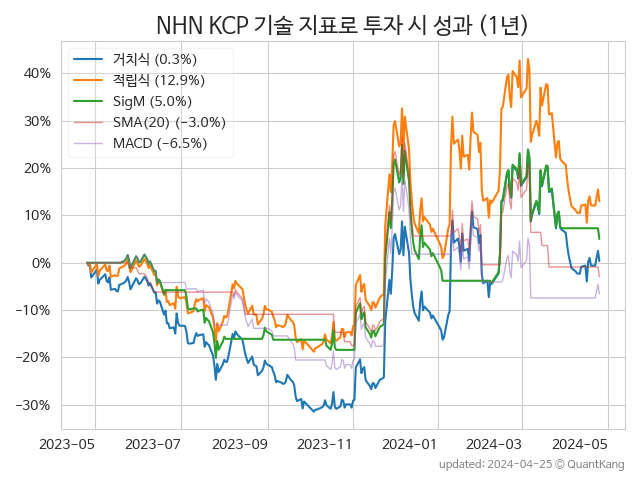 NHN KCP 기술 지표로 투자 시 성과 (1년)
거치식 (0.3%)
적립식 (12.9%)
SigM (5.0%)
SMA(20) (−3.0%)
MACD (−6.5%)
40%
30%
20%
10%
0%
−10%
−20%
−30%
2023−05 2023−07 2023−09 2023−11 2024−01 2024−03 2024−05
updated: 2024−04−25 © QuantKang